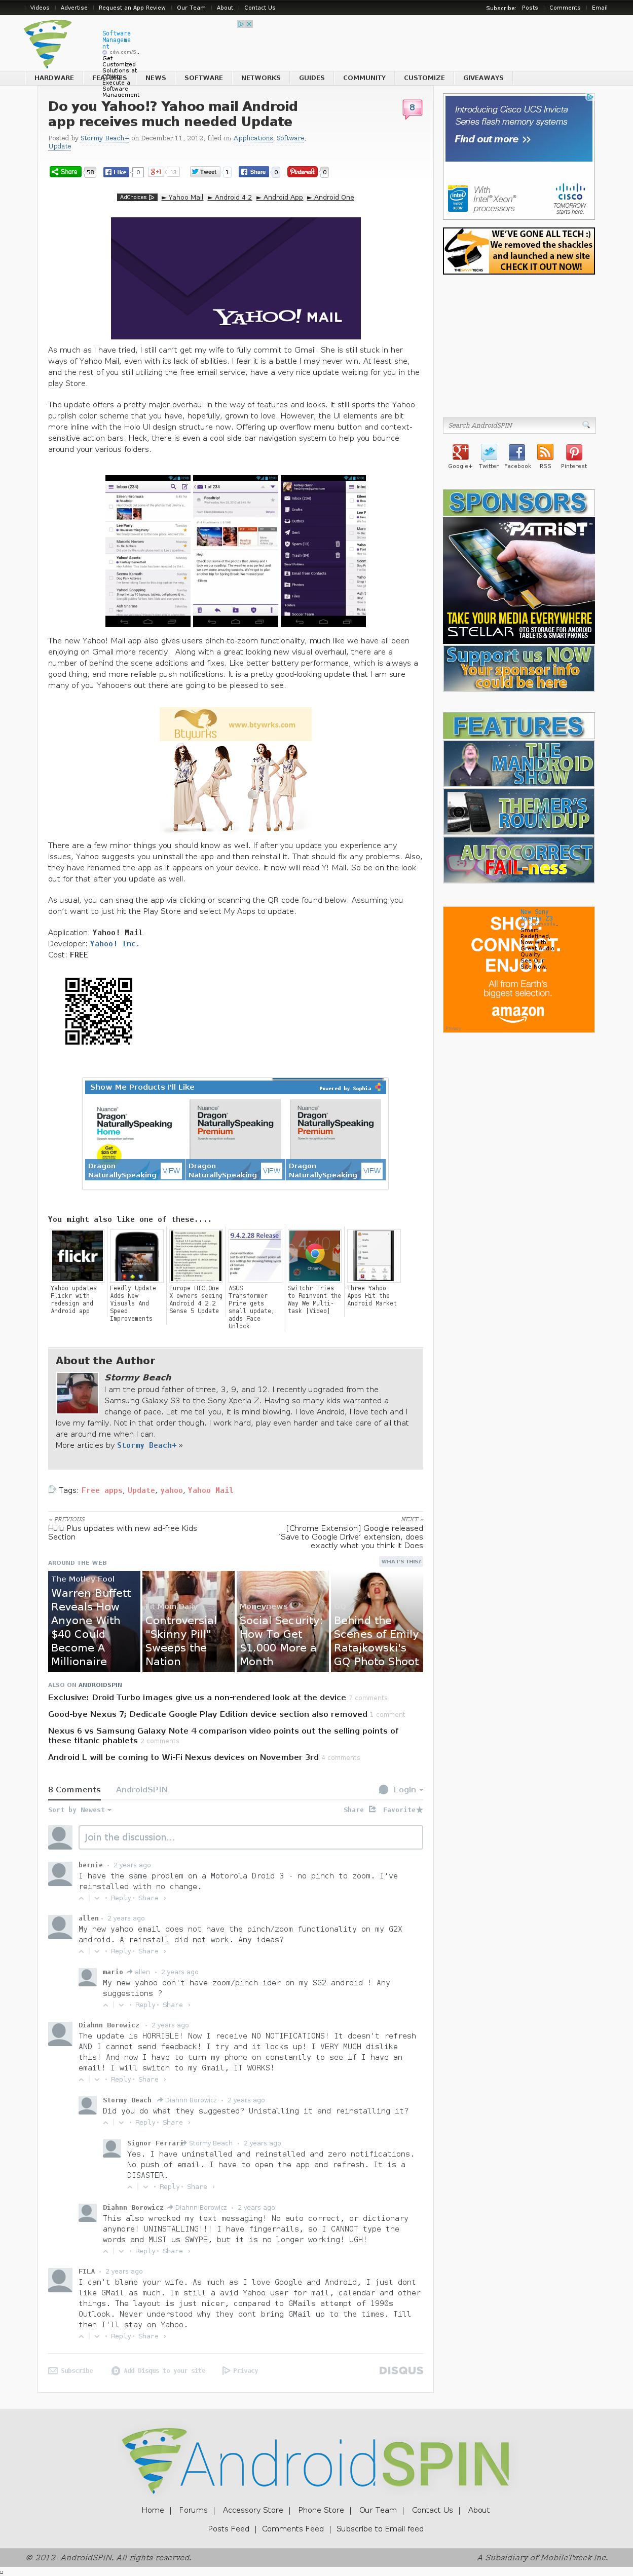 Videos Advertise Request an App Review Our Team About Contact Us
Subscribe: Posts Comments Email
Software
Manageme
nt
cdw.com/S...
Get
Customized
Solutions at
Execute a
Software
Management
HARDWARE FEATURES NEWS SOFTWARE NETWORKS GUIDES COMMUNITY CUSTOMIZE GIVEAWAYS
Do you Yahoo!? Yahoo mail Android
app receives much needed Update
8
Posted by Stormy Beach+ on December 11, 2012, filed in: Applications, Software,
Update
Share 58 Like 0 +1 13 Tweet 1 Share 0 Pinterest 0
AdChoices ► Yahoo Mail ► Android 4.2 ► Android App ► Android One
YAHOO! MAIL
As much as I have tried, I still can't get my wife to fully commit to Gmail. She is still stuck in her
ways of Yahoo Mail, even with its lack of abilities. I fear it is a battle I may never win. At least she,
and the rest of you still utilizing the free email service, have a very nice update waiting for you in the
play Store.
The update offers a pretty major overhaul in the way of features and looks. It still sports the Yahoo
purplish color scheme that you have, hopefully, grown to love. However, the UI elements are bit
more inline with the Holo UI design structure now. Offering up overflow menu button and context-
sensitive action bars. Heck, there is even a cool side bar navigation system to help you bounce
around your various folders.
The new Yahoo! Mail app also gives users pinch-to-zoom functionality, much like we have all been
enjoying on Gmail more recently.  Along with a great looking new visual overhaul, there are a
number of behind the scene additions and fixes. Like better battery performance, which is always a
good thing, and more reliable push notifications. It is a pretty good-looking update that I am sure
many of you Yahooers out there are going to be pleased to see.
Btywrks
www.btywrks.com
There are a few minor things you should know as well. If after you update you experience any
issues, Yahoo suggests you uninstall the app and then reinstall it. That should fix any problems. Also,
they have renamed the app as it appears on your device. It now will read Y! Mail. So be on the look
out for that after you update as well.
As usual, you can snag the app via clicking or scanning the QR code found below. Assuming you
don't want to just hit the Play Store and select My Apps to update.
Application: Yahoo! Mail
Developer: Yahoo! Inc.
Cost: FREE
Show Me Products I'll Like
Powered by Sophia
Nuance Dragon NaturallySpeaking Home
Nuance Dragon NaturallySpeaking Premium
Nuance Dragon NaturallySpeaking Premium
Dragon NaturallySpeaking VIEW
Dragon NaturallySpeaking VIEW
Dragon NaturallySpeaking VIEW
You might also like one of these....
flickr
9.4.2.28 Release
Yahoo updates
Flickr with
redesign and
Android app
Feedly Update
Adds New
Visuals And
Speed
Improvements
Europe HTC One
X owners seeing
Android 4.2.2
Sense 5 Update
ASUS
Transformer
Prime gets
small update,
adds Face
Unlock
Switchr Tries
to Reinvent the
Way We Multi-
task [Video]
Three Yahoo
Apps Hit the
Android Market
About the Author
Stormy Beach
I am the proud father of three, 3, 9, and 12. I recently upgraded from the
Samsung Galaxy S3 to the Sony Xperia Z. Having so many kids warranted a
change of pace. Let me tell you, it is mind blowing. I love Android, I love tech and I
love my family. Not in that order though. I work hard, play even harder and take care of all that
are around me when I can.
More articles by Stormy Beach+ »
Tags: Free apps, Update, yahoo, Yahoo Mail
« PREVIOUS
Hulu Plus updates with new ad-free Kids
Section
NEXT »
[Chrome Extension] Google released
'Save to Google Drive' extension, does
exactly what you think it Does
AROUND THE WEB
WHAT'S THIS?
The Motley Fool
Warren Buffett
Reveals How
Anyone With
$40 Could
Become A
Millionaire
Fit Mom Daily
Controversial
"Skinny Pill"
Sweeps the
Nation
Moneynews
Social Security:
How To Get
$1,000 More a
Month
Behind the
Scenes of Emily
Ratajkowski's
GQ Photo Shoot
ALSO ON ANDROIDSPIN
Exclusive: Droid Turbo images give us a non-rendered look at the device 7 comments
Good-bye Nexus 7; Dedicate Google Play Edition device section also removed 1 comment
Nexus 6 vs Samsung Galaxy Note 4 comparison video points out the selling points of
these titanic phablets 2 comments
Android L will be coming to Wi-Fi Nexus devices on November 3rd 4 comments
8 Comments AndroidSPIN Login
Sort by Newest Share Favorite★
Join the discussion...
bernie · 2 years ago
I have the same problem on a Motorola Droid 3 - no pinch to zoom. I've
reinstalled with no change.
Reply· Share ›
allen · 2 years ago
My new yahoo email does not have the pinch/zoom functionality on my G2X
android. A reinstall did not work. Any ideas?
Reply· Share ›
mario allen · 2 years ago
My new yahoo don't have zoom/pinch ider on my SG2 android ! Any
suggestions ?
Reply· Share ›
Diahnn Borowicz · 2 years ago
The update is HORRIBLE! Now I receive NO NOTIFICATIONS! It doesn't refresh
AND I cannot send feedback! I try and it locks up! I VERY MUCH dislike
this! And now I have to turn my phone on constantly to see if I have an
email! I will switch to my Gmail, IT WORKS!
Reply· Share ›
Stormy Beach Diahnn Borowicz · 2 years ago
Did you do what they suggested? Unistalling it and reinstalling it?
Reply· Share ›
Signor Ferrari Stormy Beach · 2 years ago
Yes. I have uninstalled and reinstalled and zero notifications.
No push of email. I have to open the app and refresh. It is a
DISASTER.
Reply· Share ›
Diahnn Borowicz Diahnn Borowicz · 2 years ago
This also wrecked my text messaging! No auto correct, or dictionary
anymore! UNINSTALLING!!! I have fingernails, so I CANNOT type the
words and MUST us SWYPE, but it is no longer working! UGH!
Reply· Share ›
FILA · 2 years ago
I can't blame your wife. As much as I love Google and Android, I just dont
like GMail as much. Im still a avid Yahoo user for mail, calendar and other
things. The layout is just nicer, compared to GMails attempt of 1990s
Outlook. Never understood why they dont bring GMail up to the times. Till
then I'll stay on Yahoo.
Reply· Share ›
Subscribe Add Disqus to your site Privacy DISQUS
Introducing Cisco UCS Invicta
Series flash memory systems
Find out more >>
With
Intel®
Xeon®
processors
CISCO
TOMORROW
starts here.
WE'VE GONE ALL TECH :)
We removed the shackles
and launched a new site
CHECK IT OUT NOW!
Search AndroidSPIN
Google+ Twitter Facebook RSS Pinterest
SPONSORS
PATRIOT
TAKE YOUR MEDIA EVERYWHERE
STELLAR OTG STORAGE FOR ANDROID
TABLETS & SMARTPHONES
Support us NOW
Your sponsor info
could be here
FEATURES
THE
MANDROID
SHOW
THEMER'S
ROUNDUP
AUTOCORRECT
FAIL-ness
SHOP.
CONNECT.
ENJOY.
All from Earth's
biggest selection.
amazon
AndroidSPIN
Home | Forums | Accessory Store | Phone Store | Our Team | Contact Us | About
Posts Feed | Comments Feed | Subscribe to Email feed
© 2012 AndroidSPIN. All rights reserved.
A Subsidiary of MobileTweek Inc.